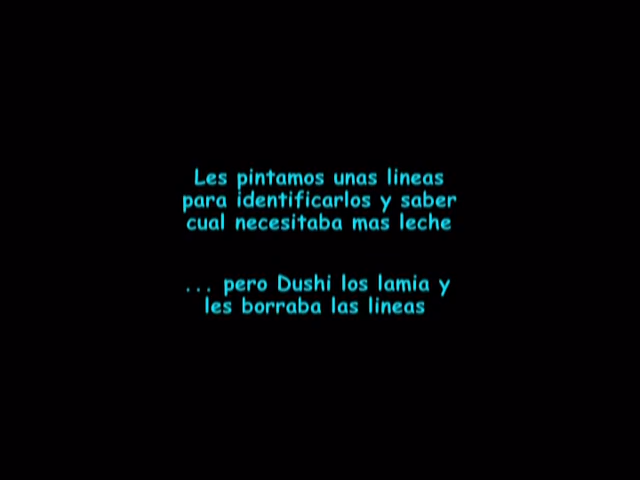 Les pintamos unas lineas
para identificarlos y saber
cual necesitaba mas leche
... pero Dushi los lamia y
les borraba las lineas